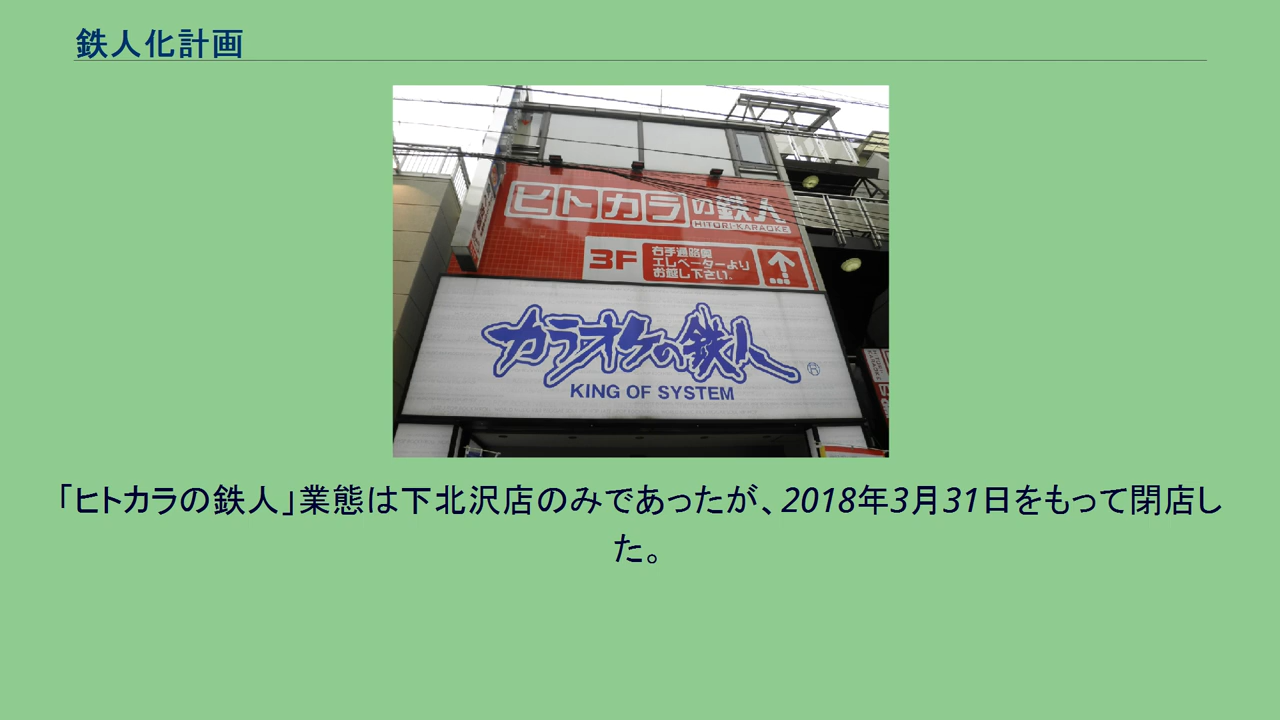 鉄人化計画
ヒトカラの鉄人
HITORI-KARAOKE
3F
右手通路奥
エレベーターより
お越し下さい。
カラオケの鉄人
KING OF SYSTEM
「ヒトカラの鉄人」業態は下北沢店のみであったが、2018年3月31日をもって閉店し
た。